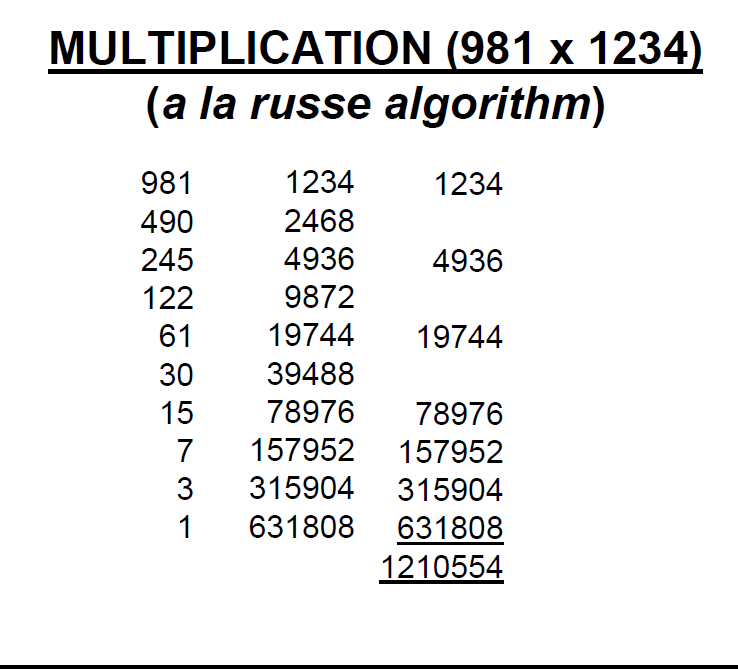 MULTIPLICATION (981 x 1234)
(a la russe algorithm)
981 1234 1234
490 2468
245 4936 4936
122 9872
61 19744 19744
30 39488
15 78976 78976
7 157952 157952
3 315904 315904
1 631808 631808
1210554